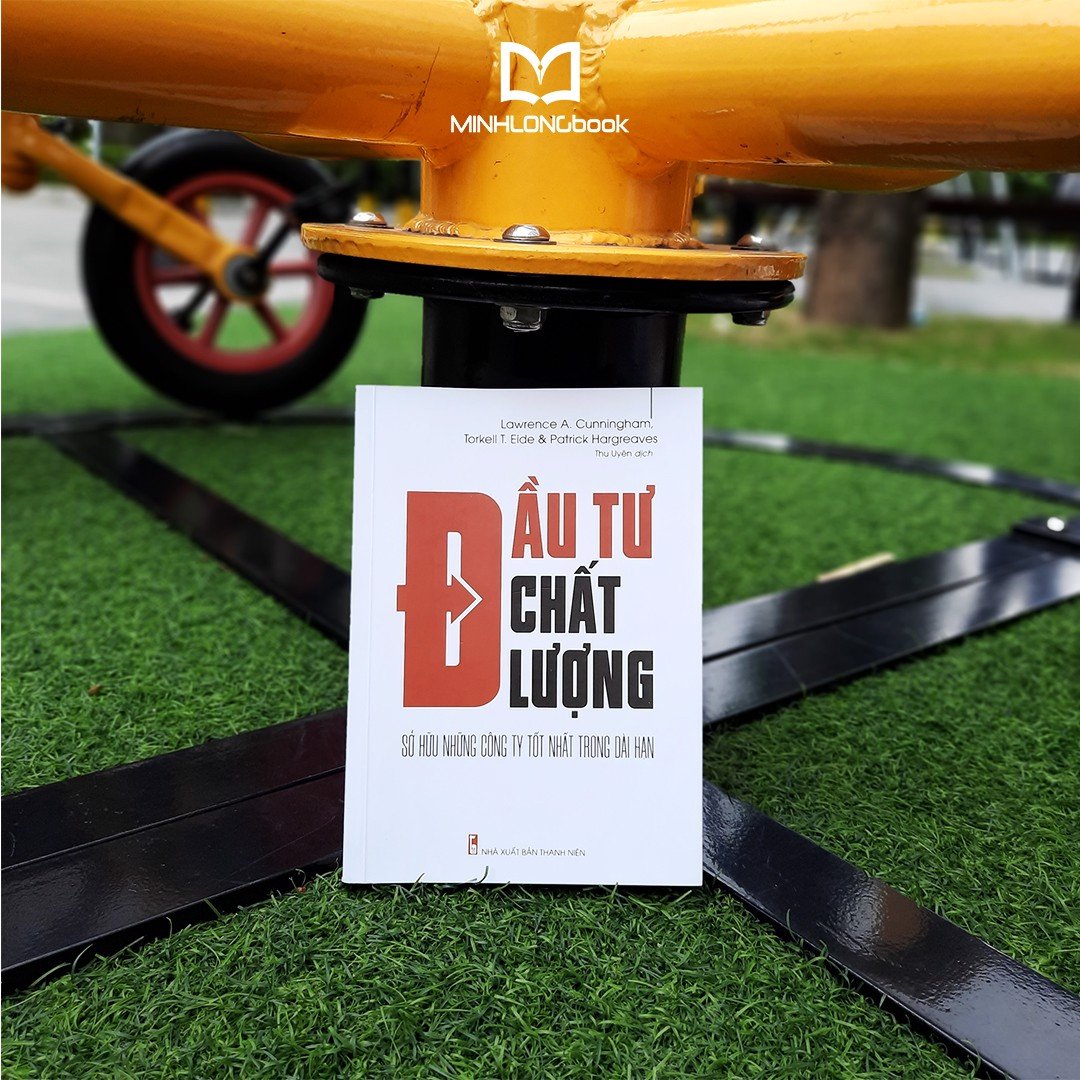 MINHLONGbook
Lawrence A. Cunningham,
Torkell T. Eide & Patrick Hargreaves
Thu Uyên dịch
ĐẦU TƯ
CHẤT
LƯỢNG
SỞ HỮU NHỮNG CÔNG TY TỐT NHẤT TRONG DÀI HẠN
NHÀ XUẤT BẢN THANH NIÊN